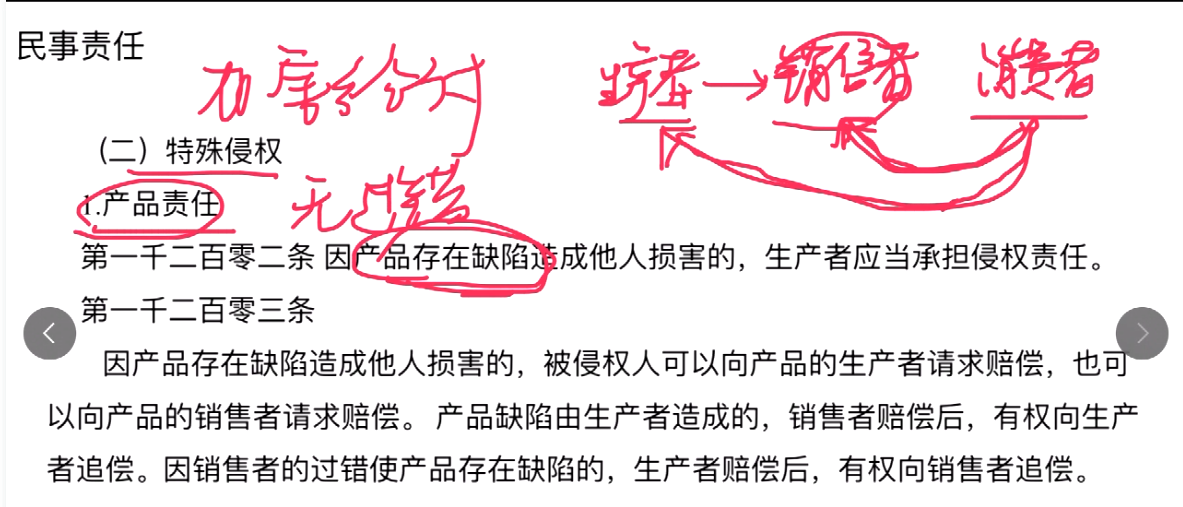 民事责任
生产者→销售者 消费者
（二）特殊侵权
1.产品责任 无过错
第一千二百零二条 因产品存在缺陷造成他人损害的，生产者应当承担侵权责任。
第一千二百零三条
因产品存在缺陷造成他人损害的，被侵权人可以向产品的生产者请求赔偿，也可
以向产品的销售者请求赔偿。 产品缺陷由生产者造成的，销售者赔偿后，有权向生产
者追偿。因销售者的过错使产品存在缺陷的，生产者赔偿后，有权向销售者追偿。